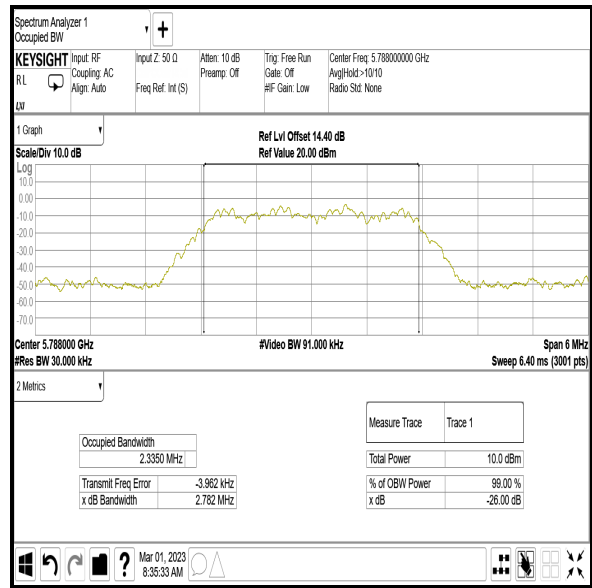 Spectrum Analyzer 1
Occupied BW
KEYSIGHT
RL
LXI
Input: RF
Coupling: AC
Align: Auto
Input Z: 50 Ω
Freq Ref: Int (S)
Atten: 10 dB
Preamp: Off
Trig: Free Run
Gate: Off
#IF Gain: Low
Center Freq: 5.788000000 GHz
Avg|Hold:>10/10
Radio Std: None
1 Graph
Scale/Div 10.0 dB
Ref Lvl Offset 14.40 dB
Ref Value 20.00 dBm
Log
10.0
0.00
-10.0
-20.0
-30.0
-40.0
-50.0
-60.0
-70.0
Center 5.788000 GHz
#Res BW 30.000 kHz
#Video BW 91.000 kHz
Span 6 MHz
Sweep 6.40 ms (3001 pts)
2 Metrics
Occupied Bandwidth
2.3350 MHz
Transmit Freq Error -3.962 kHz
x dB Bandwidth 2.782 MHz
Measure Trace Trace 1
Total Power 10.0 dBm
% of OBW Power 99.00 %
x dB -26.00 dB
?
Mar 01, 2023
8:35:33 AM